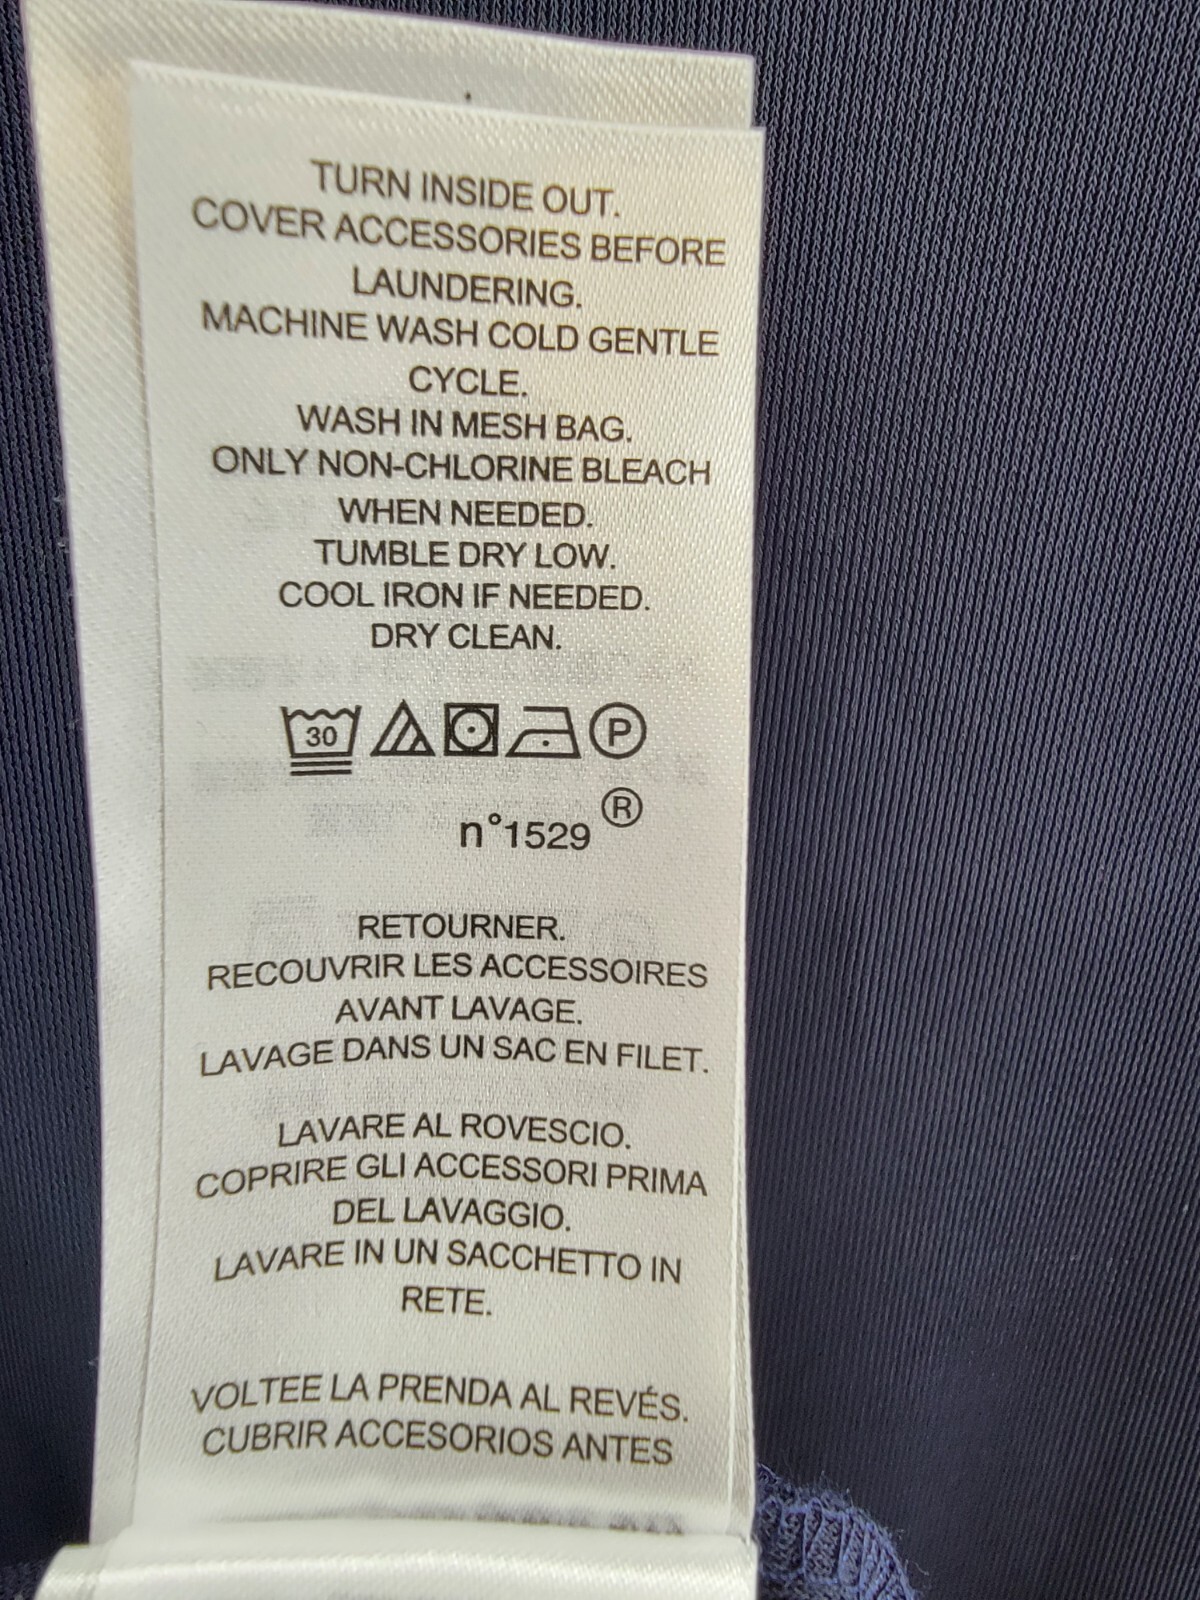 TURN INSIDE OUT.
COVER ACCESSORIES BEFORE
LAUNDERING.
MACHINE WASH COLD GENTLE
CYCLE.
WASH IN MESH BAG.
ONLY NON-CHLORINE BLEACH
WHEN NEEDED.
TUMBLE DRY LOW.
COOL IRON IF NEEDED.
DRY CLEAN.
30 P
n°1529 ®
RETOURNER.
RECOUVRIR LES ACCESSOIRES
AVANT LAVAGE.
LAVAGE DANS UN SAC EN FILET.
LAVARE AL ROVESCIO.
COPRIRE GLI ACCESSORI PRIMA
DEL LAVAGGIO.
LAVARE IN UN SACCHETTO IN
RETE.
VOLTEE LA PRENDA AL REVÉS.
CUBRIR ACCESORIOS ANTES